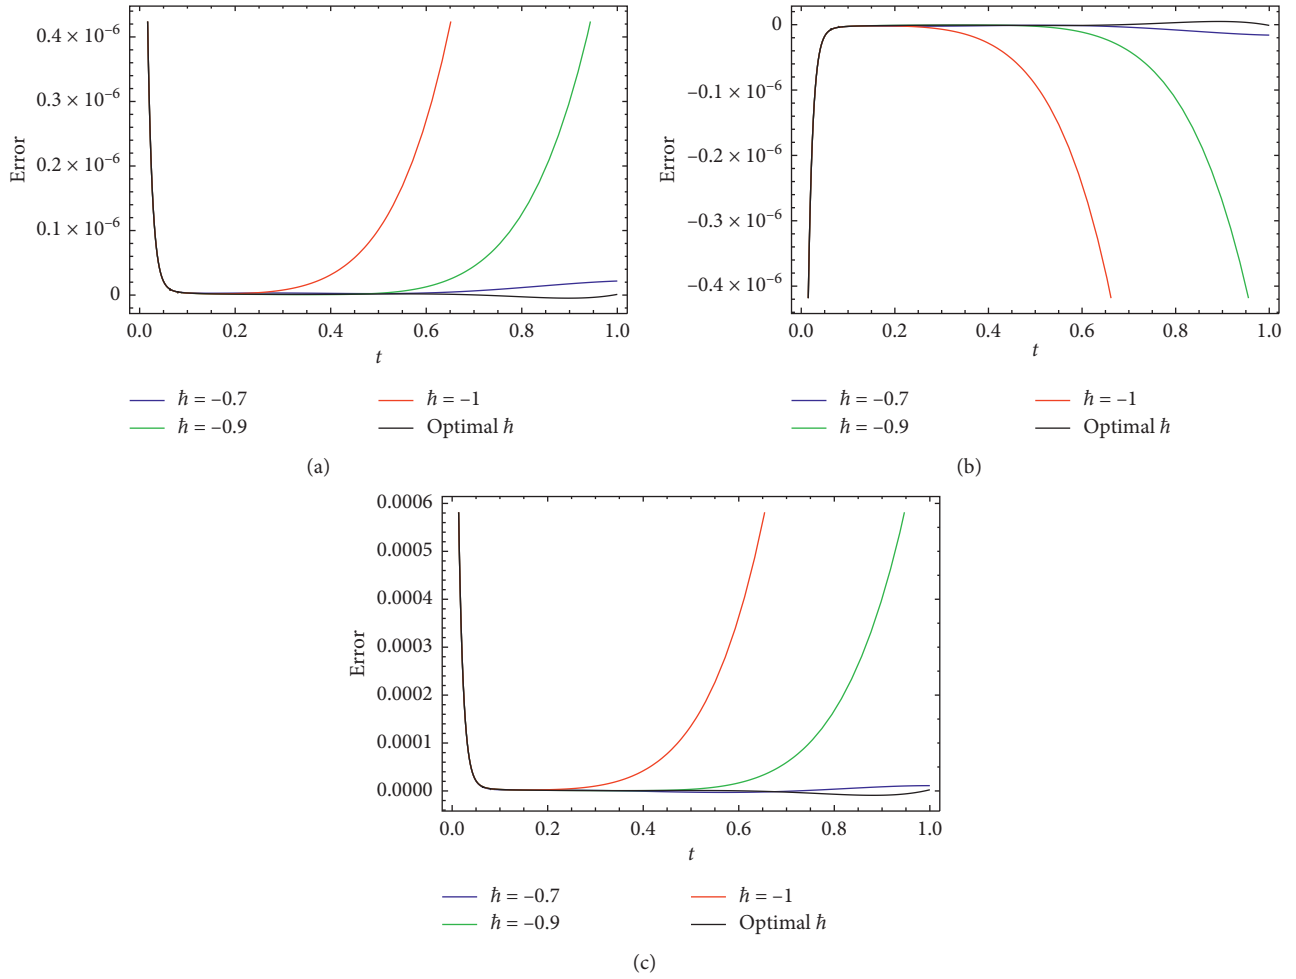 0.4 × 10⁻⁶
0.3 × 10⁻⁶
0.2 × 10⁻⁶
0.1 × 10⁻⁶
0
Error
0.0 0.2 0.4 0.6 0.8 1.0
t
ħ = –0.7 ħ = –1
ħ = –0.9 Optimal ħ
(a)
0
–0.1 × 10⁻⁶
–0.2 × 10⁻⁶
–0.3 × 10⁻⁶
–0.4 × 10⁻⁶
Error
0.0 0.2 0.4 0.6 0.8 1.0
t
ħ = –0.7 ħ = –1
ħ = –0.9 Optimal ħ
(b)
0.0006
0.0005
0.0004
0.0003
0.0002
0.0001
0.0000
Error
0.0 0.2 0.4 0.6 0.8 1.0
t
ħ = –0.7 ħ = –1
ħ = –0.9 Optimal ħ
(c)